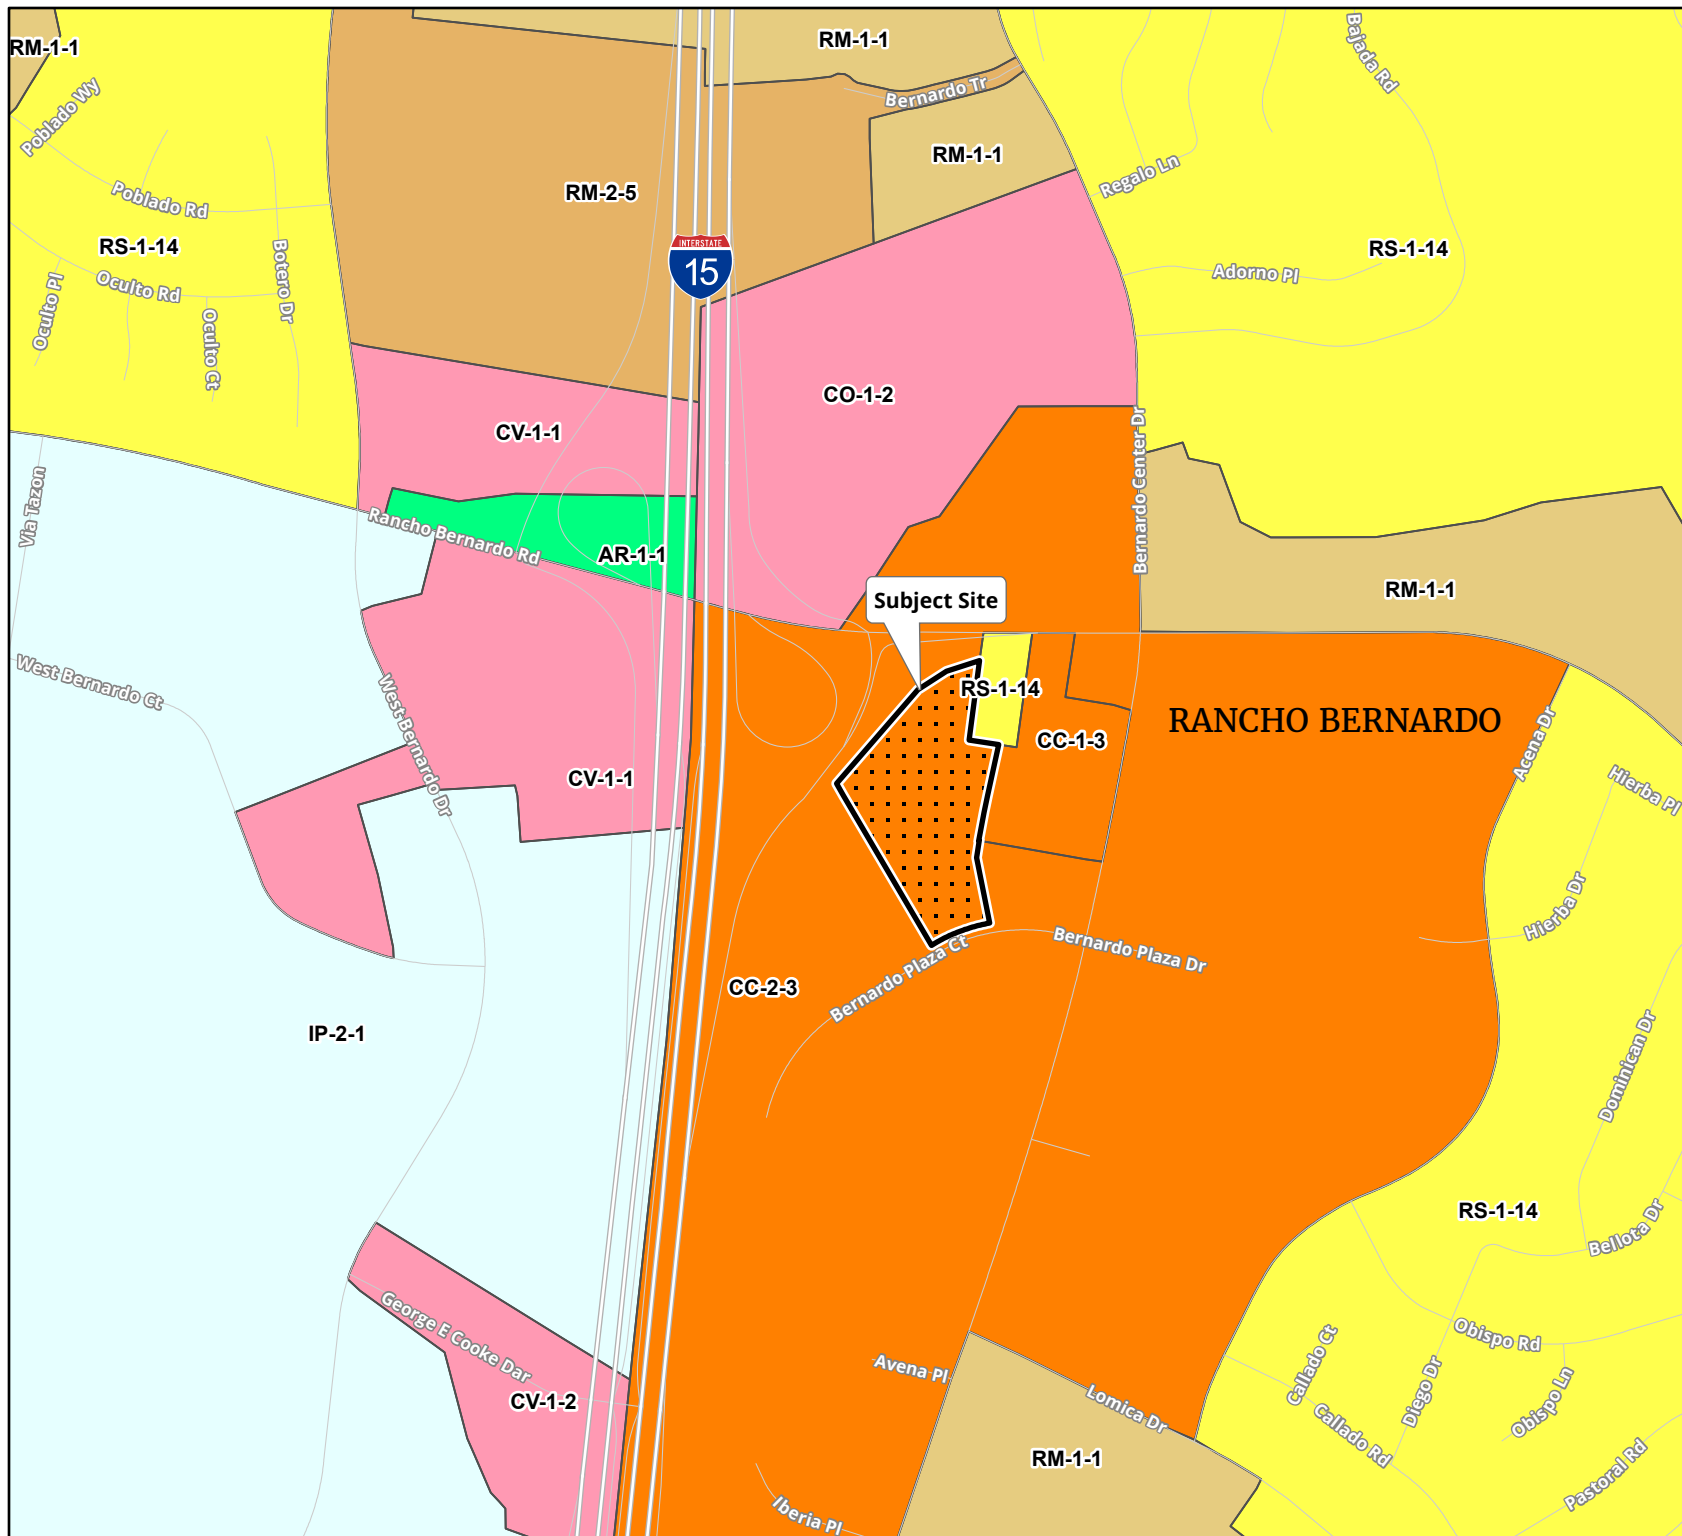 RM-1-1
RM-1-1
Bajada Rd
Poblado Wy
Bernardo Tr
RM-1-1
Regalo Ln
RM-2-5
Poblado Rd
RS-1-14
Botero Dr
INTERSTATE
15
RS-1-14
Adorno Pl
Oculto Pl
Oculto Rd
Oculto Ct
CO-1-2
CV-1-1
Bernardo Center Dr
Via Tazon
Rancho Bernardo Rd
AR-1-1
RM-1-1
Subject Site
West Bernardo Ct
West Bernardo Dr
RS-1-14
RANCHO BERNARDO
CC-1-3
Acena Dr
CV-1-1
Hierba Pl
Hierba Dr
Bernardo Plaza Ct
Bernardo Plaza Dr
CC-2-3
IP-2-1
Dominican Dr
RS-1-14
Bellota Dr
George E Cooke Dar
Obispo Rd
Callado Ct
Avena Pl
Diego Dr
Lomica Dr
CV-1-2
Obispo Ln
Callado Rd
RM-1-1
Pastoral Rd
Iberia Pl